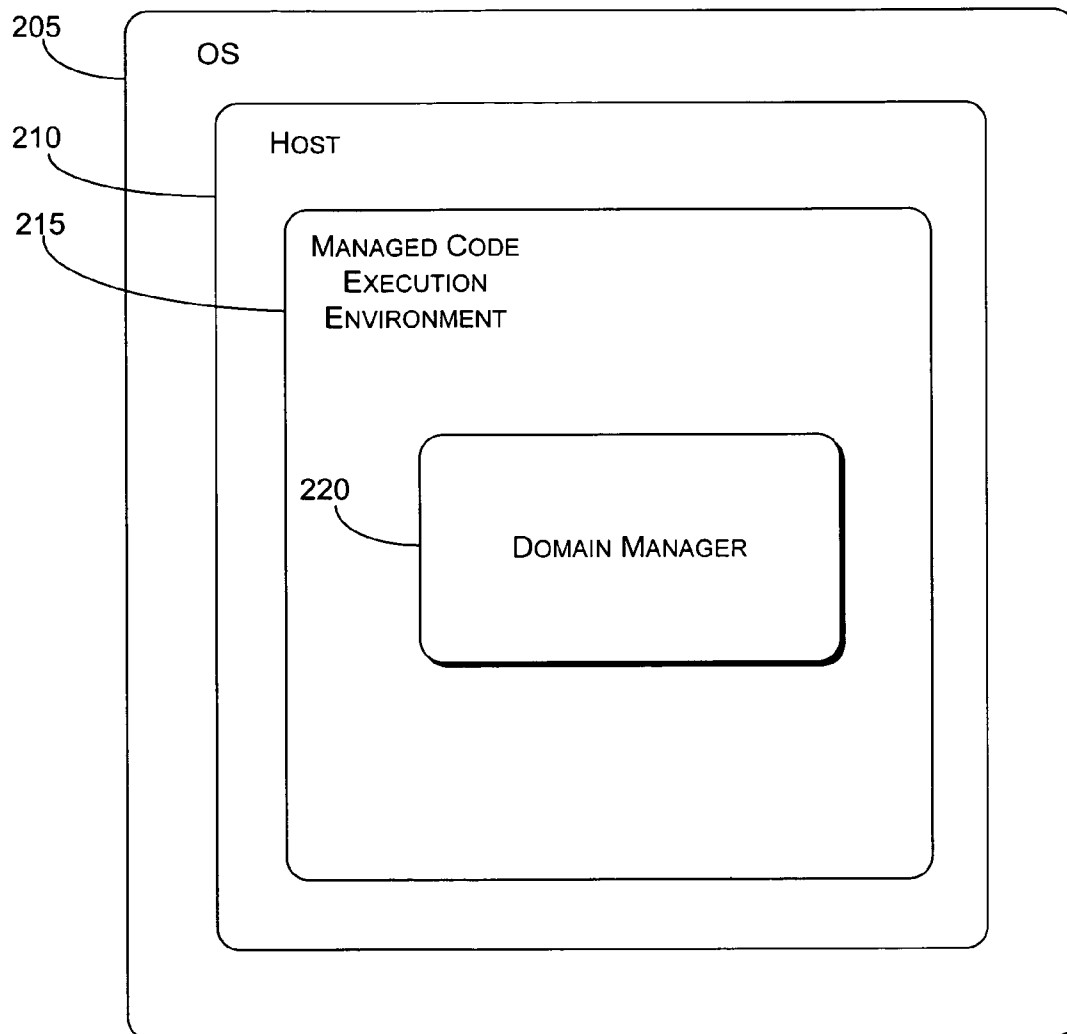 205
OS
210
HOST
215
MANAGED CODE
EXECUTION
ENVIRONMENT
220
DOMAIN MANAGER